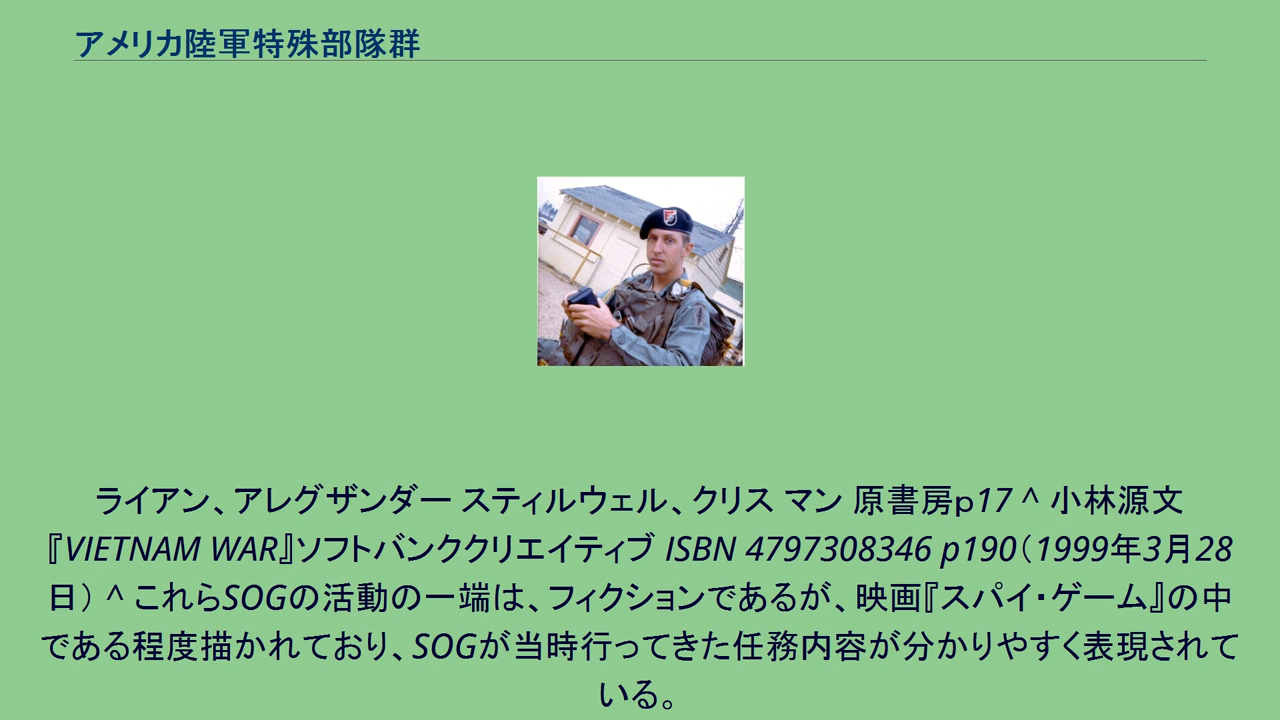 アメリカ陸軍特殊部隊群
ライアン、アレグザンダー スティルウェル、クリス マン 原書房p17 ^ 小林源文
『VIETNAM WAR』ソフトバンククリエイティブ ISBN 4797308346 p190（1999年3月28
日） ^ これらSOGの活動の一端は、フィクションであるが、映画『スパイ・ゲーム』の中
である程度描かれており、SOGが当時行ってきた任務内容が分かりやすく表現されて
いる。